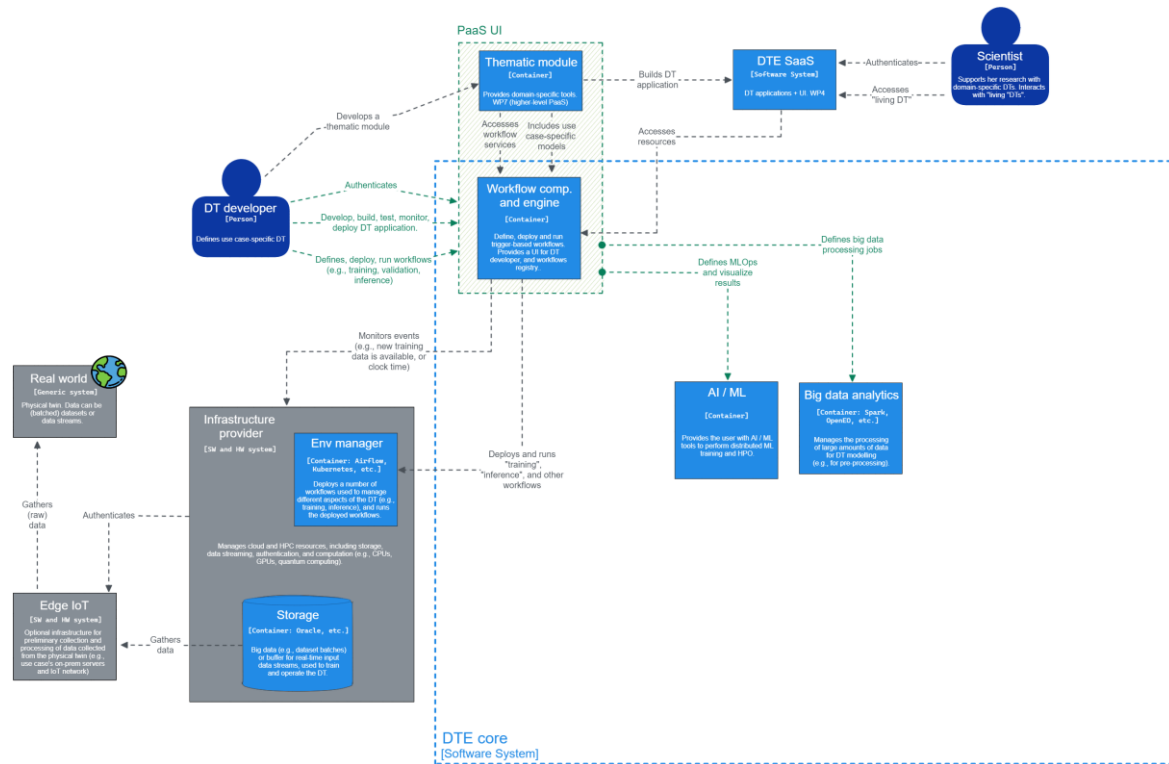 PaaS UI
Thematic module
[Container]
Provides domain-specific tools.
WP7 (higher-level PaaS)
Builds DT
application
DTE SaaS
[Software System]
DT applications + UI. WP4
Authenticates
Accesses
"living DT"
Scientist
[Person]
Supports her research with
domain-specific DTs. Interacts
with "living "DTs".
Develops a
-thematic module
Accesses
workflow
services
Includes use
case-specific
models
Accesses
resources
DT developer
[Person]
Defines use case-specific DT
Authenticates
Develop, build, test, monitor,
deploy DT application.
Defines, deploy, run workflows
(e.g., training, validation,
inference)
Workflow comp.
and engine
[Container]
Define, deploy and run
trigger-based workflows.
Provides a UI for DT
developer, and workflows
registry.
Defines big data
processing jobs
Defines MLOps
and visualize
results
Monitors events
(e.g., new training
data is available, or
clock time)
Real world
[Generic system]
Physical twin. Data can be
(batched) datasets or
data streams.
AI / ML
[Container]
Provides the user with AI / ML
tools to perform distributed ML
training and HPO.
Big data analytics
[Container: Spark,
OpenEO, etc.]
Manages the processing
of large amounts of data
for DT modelling
(e.g., for pre-processing).
Infrastructure
provider
[SW and HW system]
Env manager
[Container: Airflow,
Kubernetes, etc.]
Deploys a number of
workflows used to manage
different aspects of the DT (e.g.,
training, inference), and runs
the deployed workflows.
Deploys and runs
"training",
"inference", and other
workflows
Gathers
(raw)
data
Authenticates
Manages cloud and HPC resources, including storage,
data streaming, authentication, and computation (e.g., CPUs,
GPUs, quantum computing).
Edge IoT
[SW and HW system]
Optional infrastructure for
preliminary collection and
processing of data collected
from the physical twin (e.g.,
use case's on-prem servers
and IoT network)
Gathers
data
Storage
[Container: Oracle, etc.]
Big data (e.g., dataset batches)
or buffer for real-time input
data streams, used to train
and operate the DT.
DTE core
[Software System]